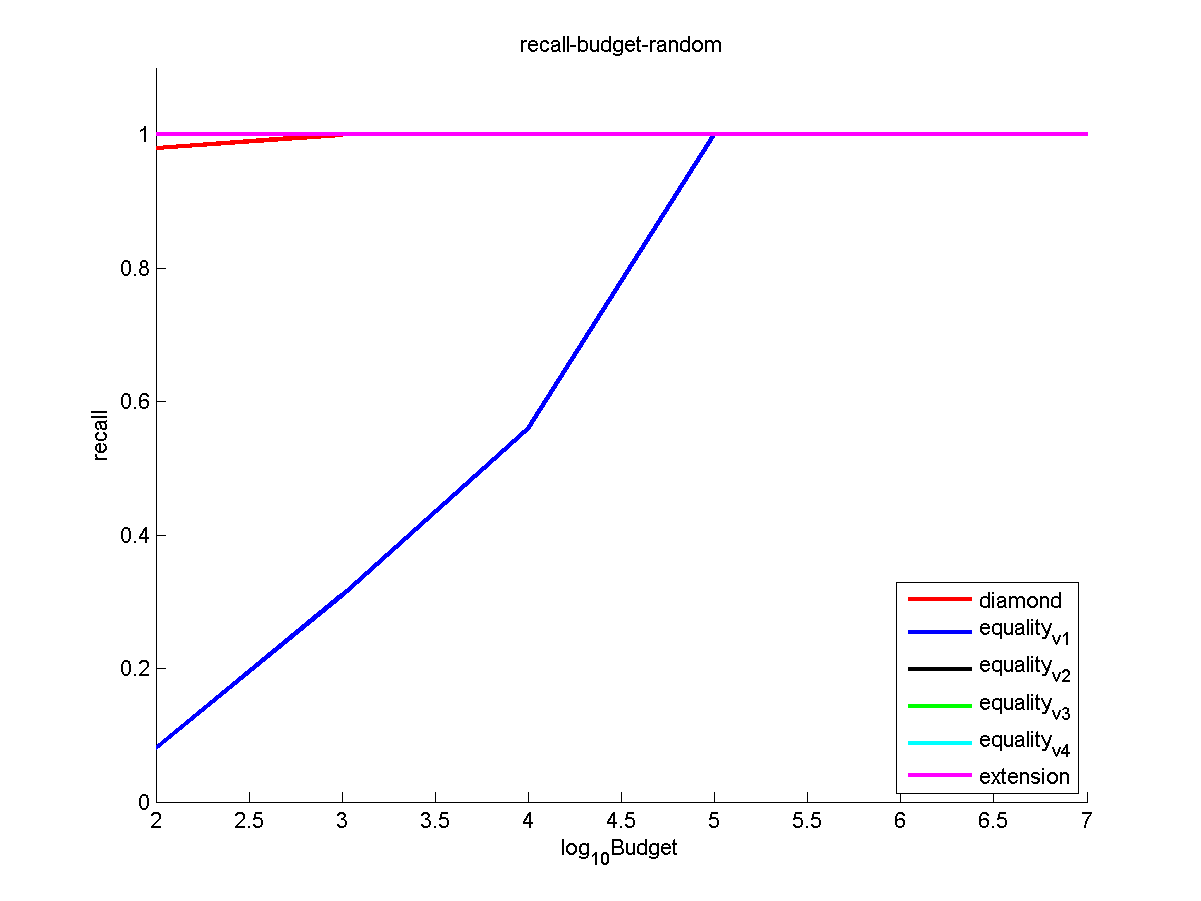 recall-budget-random
1
0.8
0.6
0.4
0.2
0
recall
2 2.5 3 3.5 4 4.5 5 5.5 6 6.5 7
log10Budget
diamond
equalityv1
equalityv2
equalityv3
equalityv4
extension